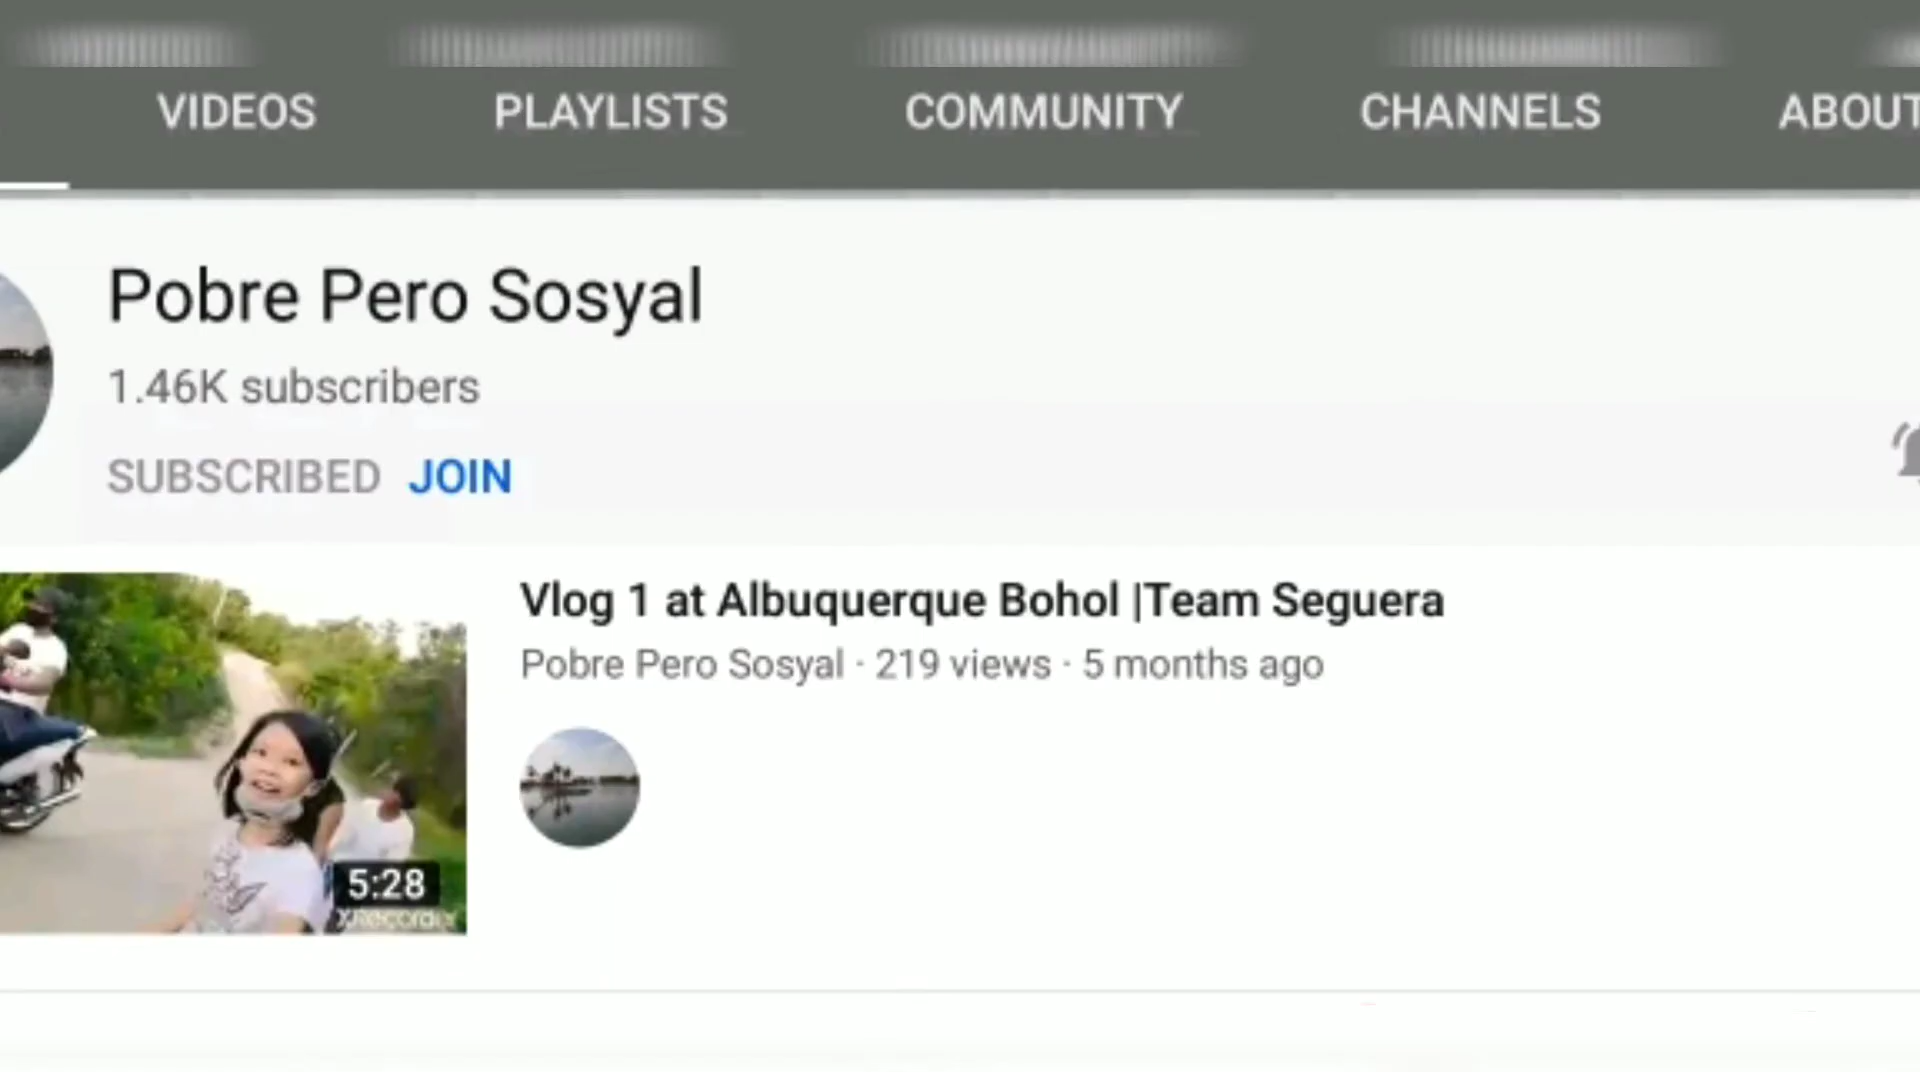 VIDEOS PLAYLISTS COMMUNITY CHANNELS ABOUT
Pobre Pero Sosyal
1.46K subscribers
SUBSCRIBED JOIN
Vlog 1 at Albuquerque Bohol |Team Seguera
Pobre Pero Sosyal · 219 views · 5 months ago
5:28
XRecorder